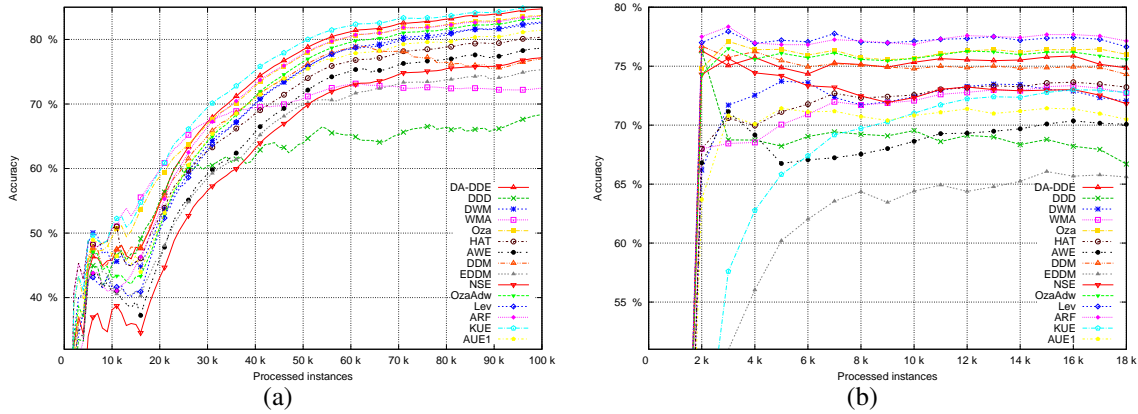 80 %
70 %
60 %
50 %
40 %
Accuracy
0 10 k 20 k 30 k 40 k 50 k 60 k 70 k 80 k 90 k 100 k
Processed instances
DA-DDE
DDD
DWM
WMA
Oza
HAT
AWE
DDM
EDDM
NSE
OzaAdw
Lev
ARF
KUE
AUE1
(a)
80 %
75 %
70 %
65 %
60 %
55 %
Accuracy
0 2 k 4 k 6 k 8 k 10 k 12 k 14 k 16 k 18 k
Processed instances
DA-DDE
DDD
DWM
WMA
Oza
HAT
AWE
DDM
EDDM
NSE
OzaAdw
Lev
ARF
KUE
AUE1
(b)